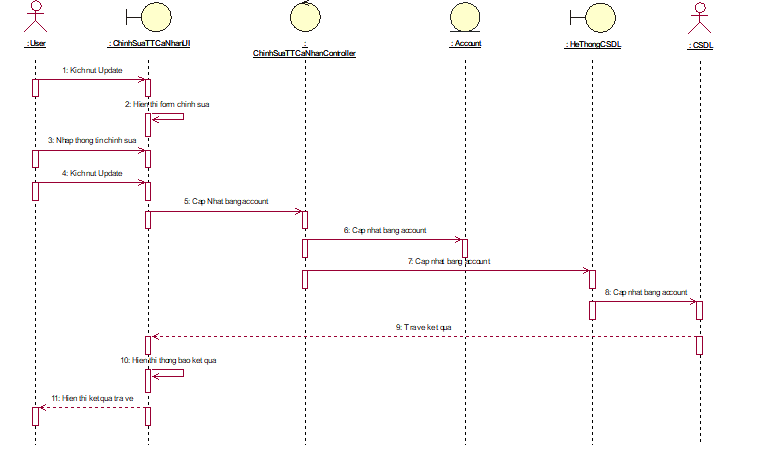 : User
: ChinhSuaTTCaNhanUI
:
ChinhSuaTTCaNhanController
: Account
: HeThongCSDL
: CSDL
1: Kich nut Update
2: Hien thi form chinh sua
3: Nhap thong tin chinh sua
4: Kich nut Update
5: Cap Nhat bang account
6: Cap nhat bang account
7: Cap nhat bang account
8: Cap nhat bang account
9: Tra ve ket qua
10: Hien thi thong bao ket qua
11: Hien thi ket qua tra ve